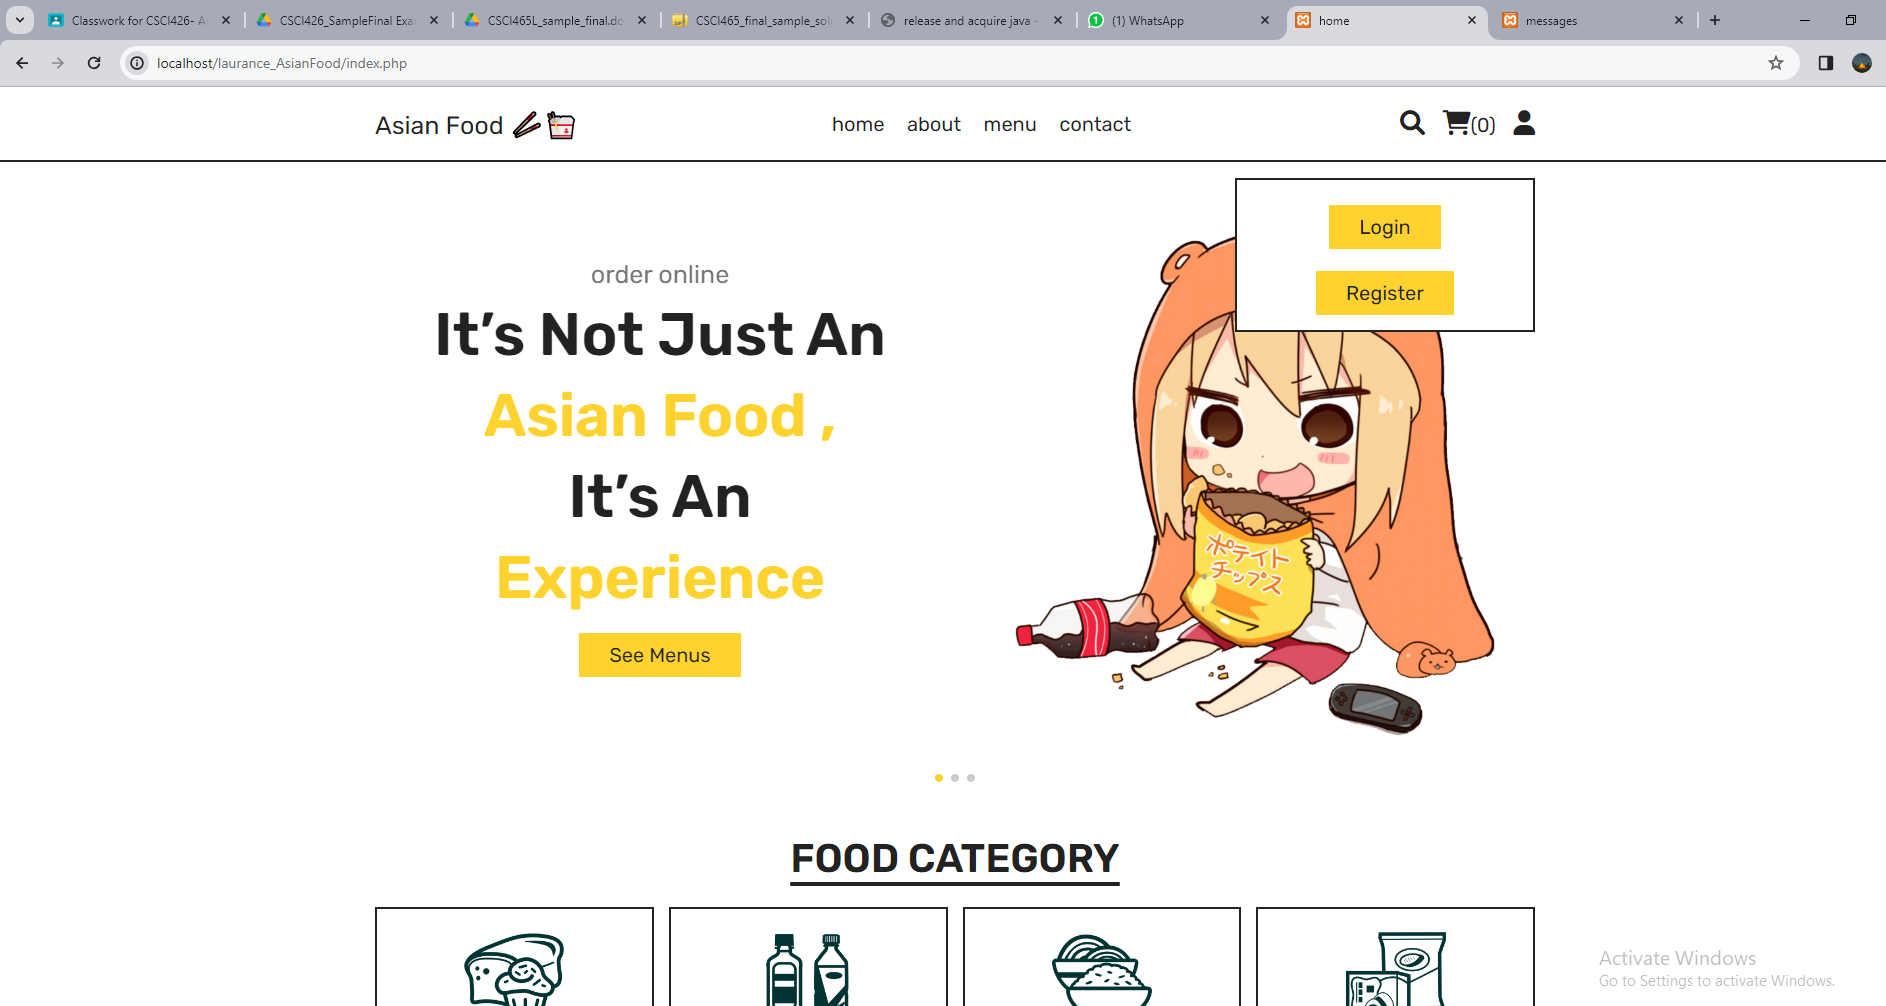 Classwork for CSCI426- A
CSCI426_SampleFinal Exa
CSCI465L_sample_final.do
CSCI465_final_sample_solu
release and acquire java -
(1) WhatsApp
home
messages
localhost/laurance_AsianFood/index.php
Asian Food
home about menu contact
(0)
Login
Register
order online
It’s Not Just An
Asian Food ,
It’s An
Experience
See Menus
ポテイト
チップス
FOOD CATEGORY
Activate Windows
Go to Settings to activate Windows.